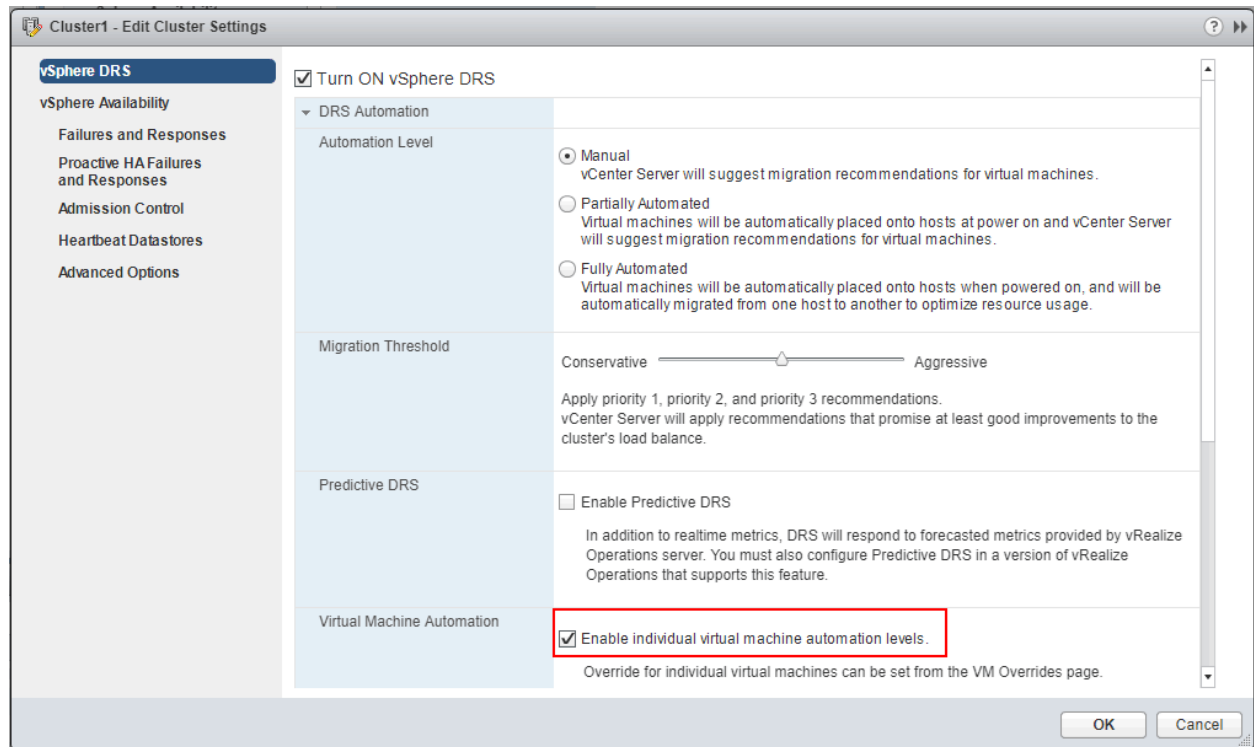 Cluster1 - Edit Cluster Settings
?
vSphere DRS
vSphere Availability
Failures and Responses
Proactive HA Failures
and Responses
Admission Control
Heartbeat Datastores
Advanced Options
Turn ON vSphere DRS
DRS Automation
Automation Level
Manual
vCenter Server will suggest migration recommendations for virtual machines.
Partially Automated
Virtual machines will be automatically placed onto hosts at power on and vCenter Server
will suggest migration recommendations for virtual machines.
Fully Automated
Virtual machines will be automatically placed onto hosts when powered on, and will be
automatically migrated from one host to another to optimize resource usage.
Migration Threshold
Conservative Aggressive
Apply priority 1, priority 2, and priority 3 recommendations.
vCenter Server will apply recommendations that promise at least good improvements to the
cluster's load balance.
Predictive DRS
Enable Predictive DRS
In addition to realtime metrics, DRS will respond to forecasted metrics provided by vRealize
Operations server. You must also configure Predictive DRS in a version of vRealize
Operations that supports this feature.
Virtual Machine Automation
Enable individual virtual machine automation levels.
Override for individual virtual machines can be set from the VM Overrides page.
OK Cancel